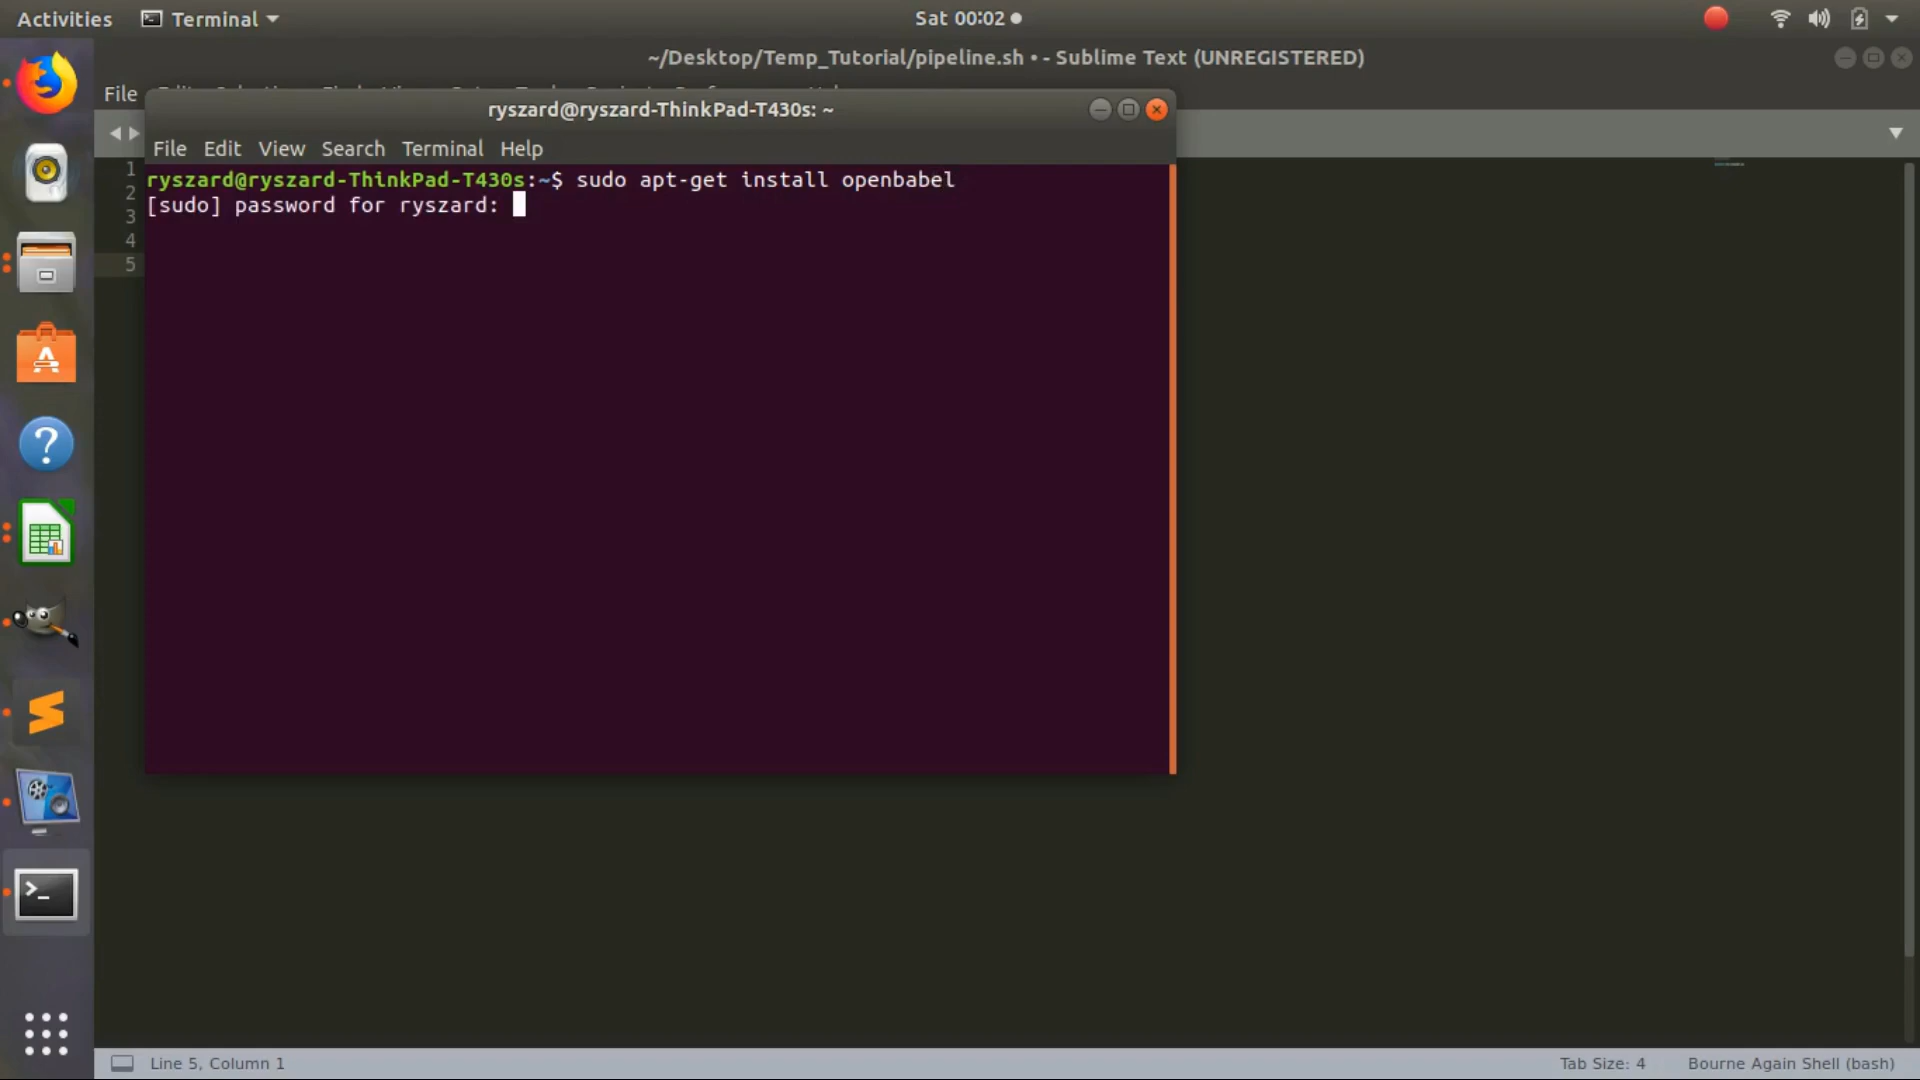 Activities Terminal Sat 00:02
~/Desktop/Temp_Tutorial/pipeline.sh • - Sublime Text (UNREGISTERED)
File
ryszard@ryszard-ThinkPad-T430s: ~
File Edit View Search Terminal Help
1
2
3
4
5
ryszard@ryszard-ThinkPad-T430s:~$ sudo apt-get install openbabel
[sudo] password for ryszard:
Line 5, Column 1 Tab Size: 4 Bourne Again Shell (bash)